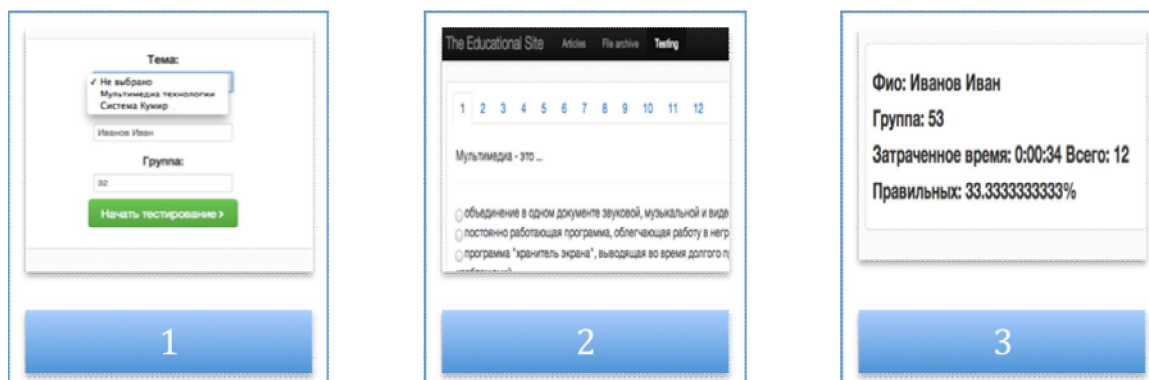 Тема:
✓ Не выбрано
Мультимедиа технологии
Система Кумир
Иванов Иван
Группа:
32
Начать тестирование >
1
The Educational Site Articles File archive Testing
1 2 3 4 5 6 7 8 9 10 11 12
Мультимедиа - это ...
объединение в одном документе звуковой, музыкальной и виде
постоянно работающая программа, облегчающая работу в негр
программа "хранитель экрана", выводящая во время долгого п
2
Фио: Иванов Иван
Группа: 53
Затраченное время: 0:00:34 Всего: 12
Правильных: 33.3333333333%
3